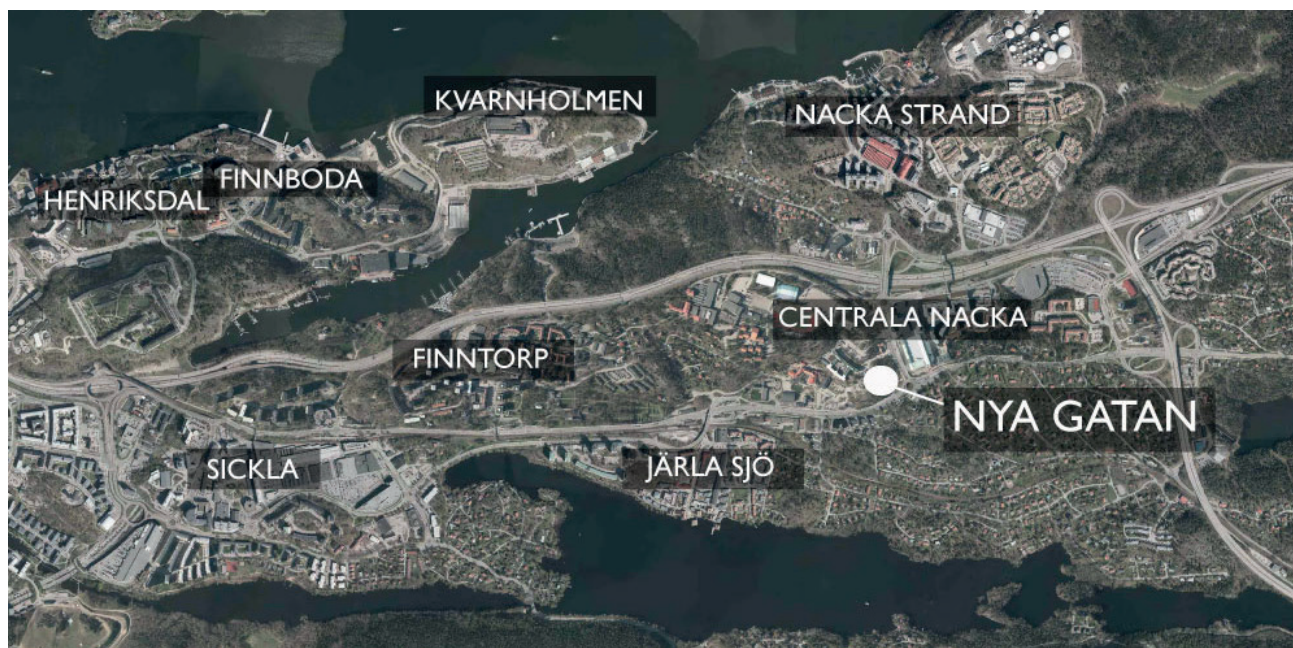 KVARNHOLMEN
NACKA STRAND
FINNBODA
HENRIKSDAL
CENTRALA NACKA
FINNTORP
NYA GATAN
SICKLA
JÄRLA SJÖ